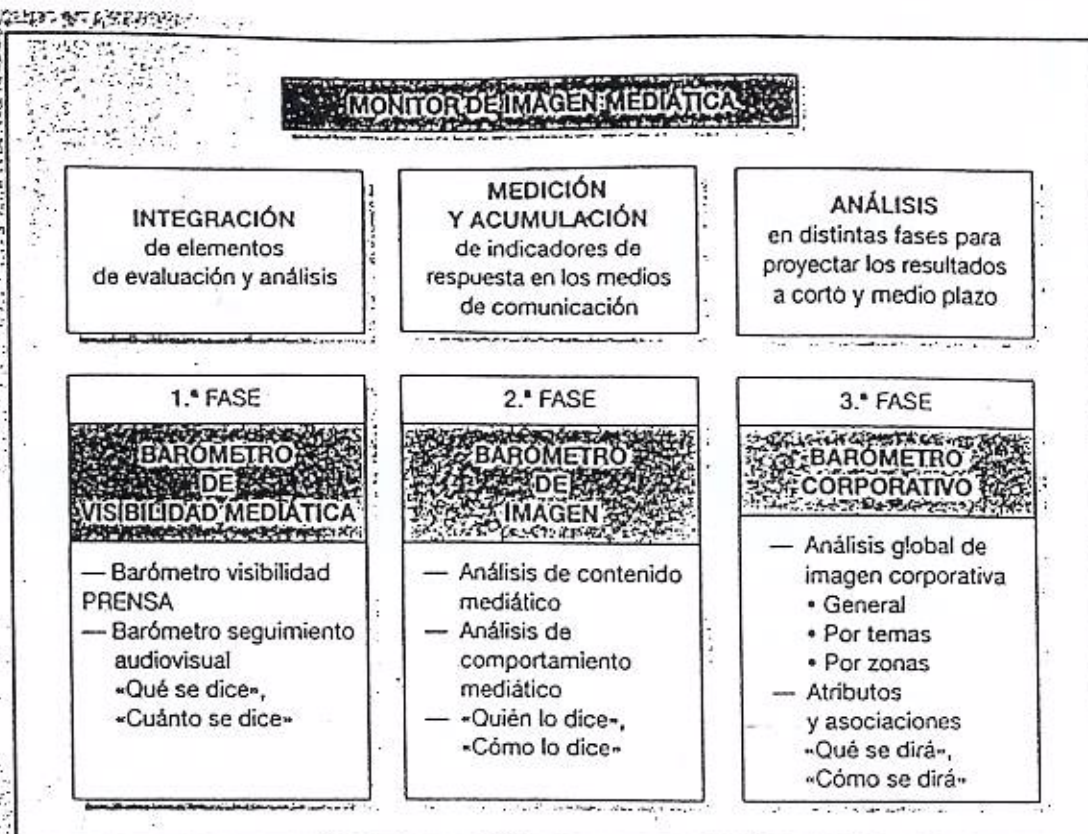 MONITOR DE IMAGEN MEDIÁTICA
INTEGRACIÓN
de elementos
de evaluación y análisis
MEDICIÓN
Y ACUMULACIÓN
de indicadores de
respuesta en los medios
de comunicación
ANÁLISIS
en distintas fases para
proyectar los resultados
a corto y medio plazo
1.ª FASE
BARÓMETRO
DE
VISIBILIDAD MEDIÁTICA
— Barómetro visibilidad
PRENSA
— Barómetro seguimiento
audiovisual
«Qué se dice»,
«Cuánto se dice»
2.ª FASE
BARÓMETRO
DE
IMAGEN
— Análisis de contenido
mediático
— Análisis de
comportamiento
mediático
— «Quién lo dice»,
«Cómo lo dice»
3.ª FASE
BARÓMETRO
CORPORATIVO
— Análisis global de
imagen corporativa
• General
• Por temas
• Por zonas
— Atributos
y asociaciones
«Qué se dirá»,
«Cómo se dirá»